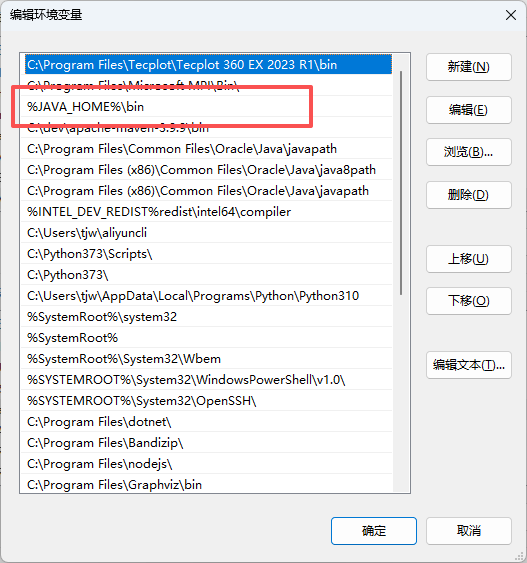 编辑环境变量
C:\Program Files\Tecplot\Tecplot 360 EX 2023 R1\bin
C:\Program Files\Microsoft MPI\Bin\
%JAVA_HOME%\bin
C:\dev\apache-maven-3.9.9\bin
C:\Program Files\Common Files\Oracle\Java\javapath
C:\Program Files (x86)\Common Files\Oracle\Java\java8path
C:\Program Files (x86)\Common Files\Oracle\Java\javapath
%INTEL_DEV_REDIST%redist\intel64\compiler
C:\Users\tjw\aliyuncli
C:\Python373\Scripts\
C:\Python373\
C:\Users\tjw\AppData\Local\Programs\Python\Python310
%SystemRoot%\system32
%SystemRoot%
%SystemRoot%\System32\Wbem
%SYSTEMROOT%\System32\WindowsPowerShell\v1.0\
%SYSTEMROOT%\System32\OpenSSH\
C:\Program Files\dotnet\
C:\Program Files\Bandizip\
C:\Program Files\nodejs\
C:\Program Files\Graphviz\bin
新建(N)
编辑(E)
浏览(B)...
删除(D)
上移(U)
下移(O)
编辑文本(T)...
确定
取消